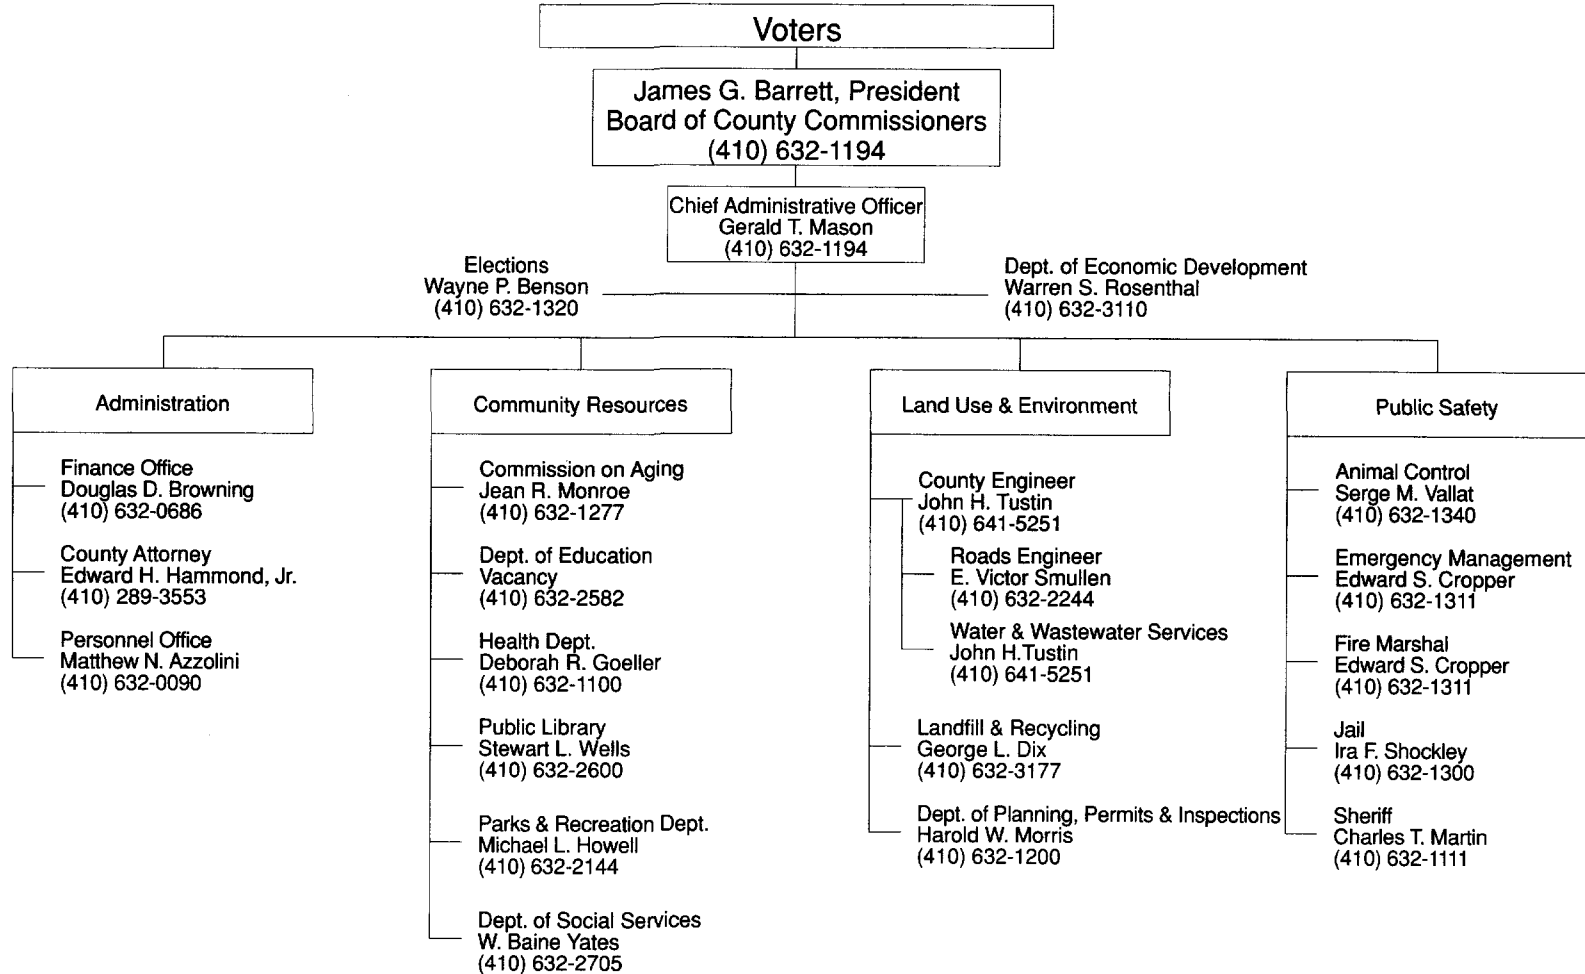 Voters
James G. Barrett, President
Board of County Commissioners
(410) 632-1194
Chief Administrative Officer
Gerald T. Mason
(410) 632-1194
Elections
Wayne P. Benson
(410) 632-1320
Dept. of Economic Development
Warren S. Rosenthal
(410) 632-3110
Administration
Finance Office
Douglas D. Browning
(410) 632-0686
County Attorney
Edward H. Hammond, Jr.
(410) 289-3553
Personnel Office
Matthew N. Azzolini
(410) 632-0090
Community Resources
Commission on Aging
Jean R. Monroe
(410) 632-1277
Dept. of Education
Vacancy
(410) 632-2582
Health Dept.
Deborah R. Goeller
(410) 632-1100
Public Library
Stewart L. Wells
(410) 632-2600
Parks & Recreation Dept.
Michael L. Howell
(410) 632-2144
Dept. of Social Services
W. Baine Yates
(410) 632-2705
Land Use & Environment
County Engineer
John H. Tustin
(410) 641-5251
Roads Engineer
E. Victor Smullen
(410) 632-2244
Water & Wastewater Services
John H.Tustin
(410) 641-5251
Landfill & Recycling
George L. Dix
(410) 632-3177
Dept. of Planning, Permits & Inspections
Harold W. Morris
(410) 632-1200
Public Safety
Animal Control
Serge M. Vallat
(410) 632-1340
Emergency Management
Edward S. Cropper
(410) 632-1311
Fire Marshal
Edward S. Cropper
(410) 632-1311
Jail
Ira F. Shockley
(410) 632-1300
Sheriff
Charles T. Martin
(410) 632-1111